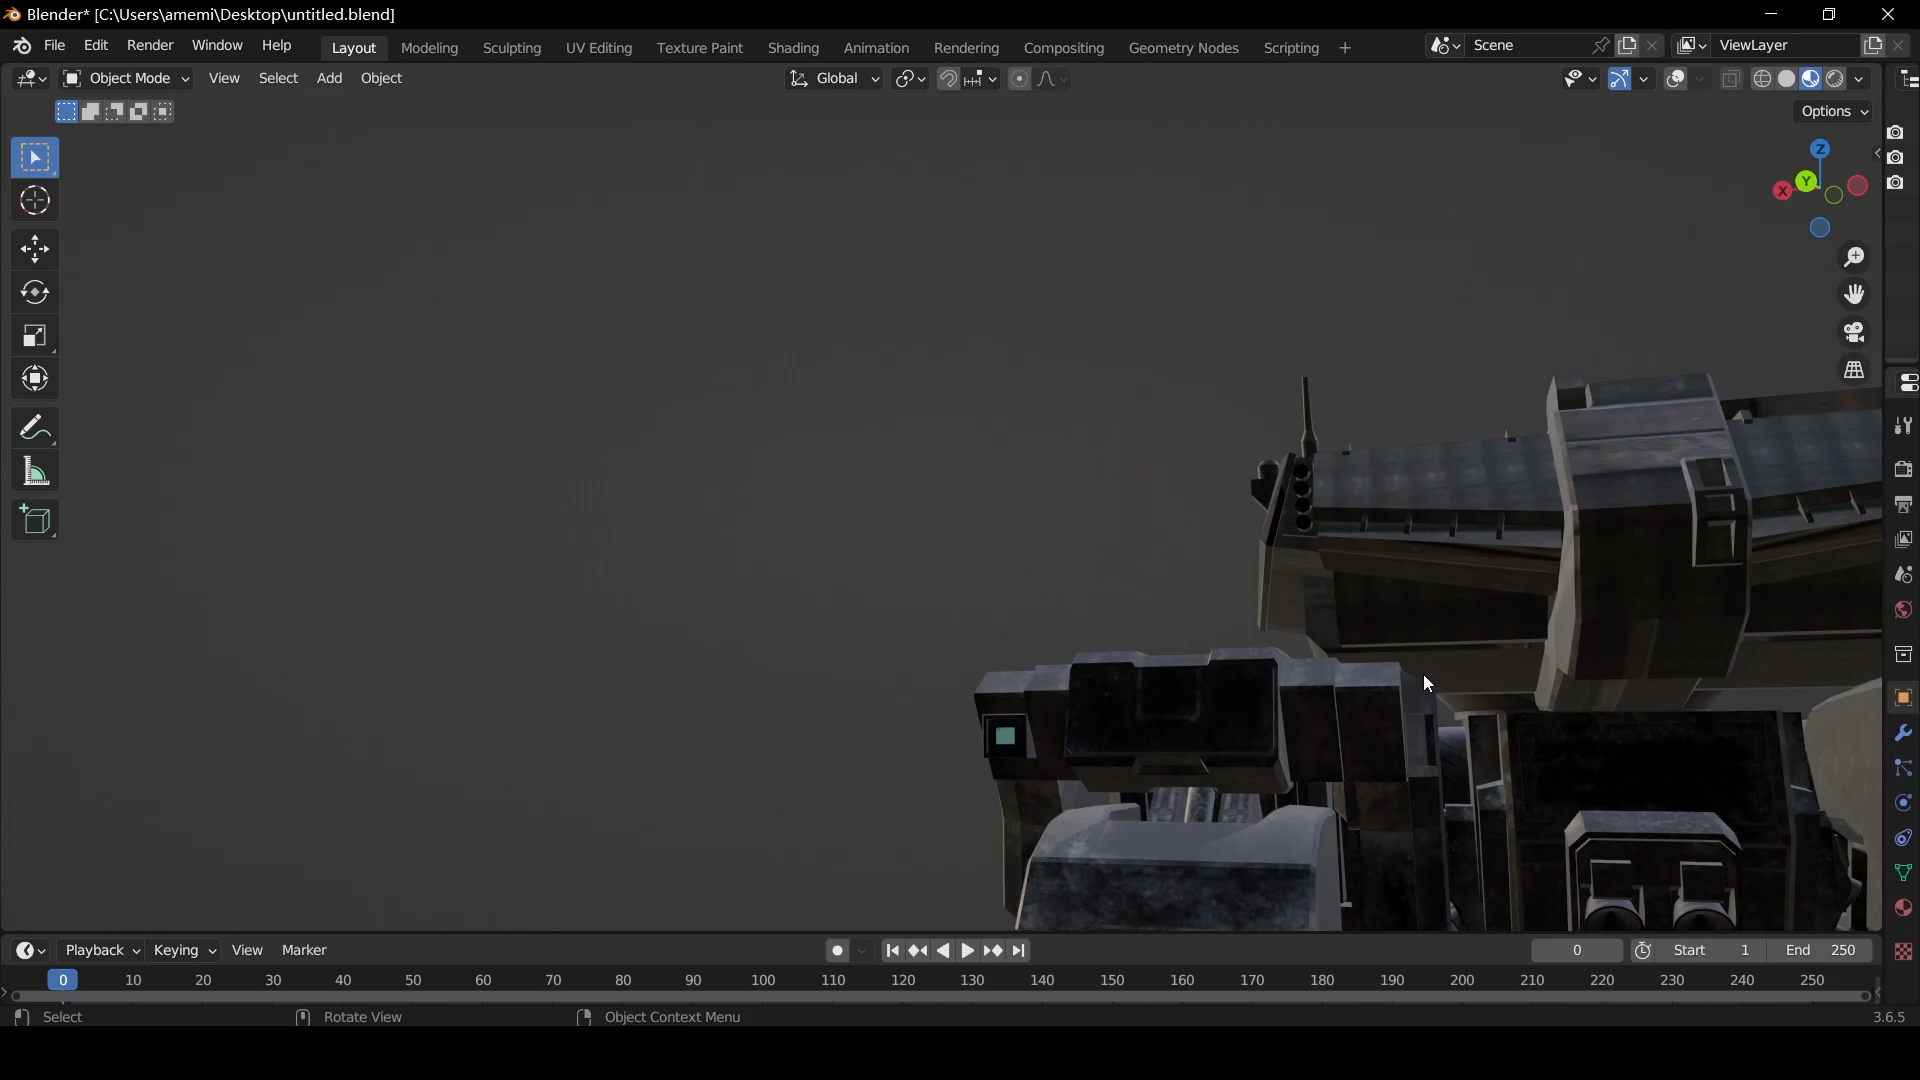 Blender* [C:\Users\amemi\Desktop\untitled.blend]
File Edit Render Window Help Layout Modeling Sculpting UV Editing Texture Paint Shading Animation Rendering Compositing Geometry Nodes Scripting + Scene ViewLayer
Object Mode View Select Add Object Global
Options
Z
Y
X
Playback Keying View Marker 0 Start 1 End 250
0 10 20 30 40 50 60 70 80 90 100 110 120 130 140 150 160 170 180 190 200 210 220 230 240 250
Select Rotate View Object Context Menu 3.6.5